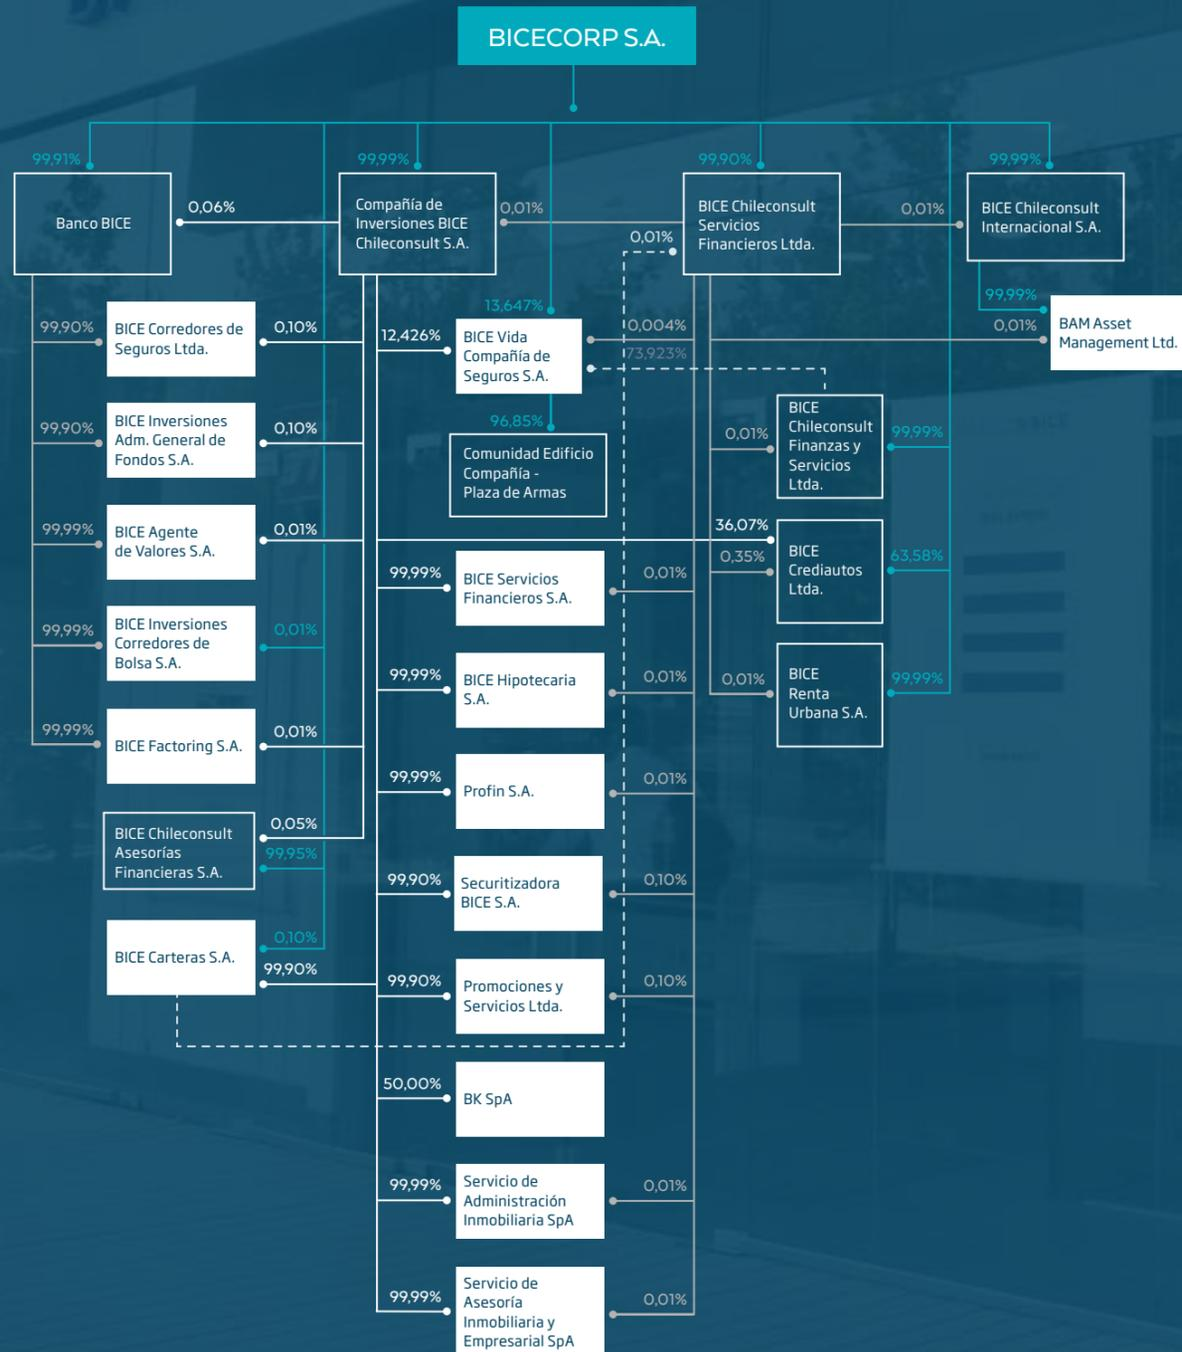 BICECORP S.A.
99,91%
99,99%
99,90%
99,99%
Banco BICE
0,06%
Compañía de
Inversiones BICE
Chileconsult S.A.
0,01%
BICE Chileconsult
Servicios
Financieros Ltda.
0,01%
BICE Chileconsult
Internacional S.A.
0,01%
99,99%
0,01%
BAM Asset
Management Ltd.
99,90%
BICE Corredores de
Seguros Ltda.
0,10%
13,647%
12,426%
BICE Vida
Compañía de
Seguros S.A.
0,004%
73,923%
99,90%
BICE Inversiones
Adm. General de
Fondos S.A.
0,10%
96,85%
Comunidad Edificio
Compañía -
Plaza de Armas
0,01%
BICE
Chileconsult
Finanzas y
Servicios
Ltda.
99,99%
99,99%
BICE Agente
de Valores S.A.
0,01%
36,07%
0,35%
BICE
Crediautos
Ltda.
63,58%
99,99%
BICE Servicios
Financieros S.A.
0,01%
99,99%
BICE Inversiones
Corredores de
Bolsa S.A.
0,01%
99,99%
BICE Hipotecaria
S.A.
0,01%
0,01%
BICE
Renta
Urbana S.A.
99,99%
99,99%
BICE Factoring S.A.
0,01%
99,99%
Profin S.A.
0,01%
BICE Chileconsult
Asesorías
Financieras S.A.
0,05%
99,95%
99,90%
Securitizadora
BICE S.A.
0,10%
BICE Carteras S.A.
0,10%
99,90%
99,90%
Promociones y
Servicios Ltda.
0,10%
50,00%
BK SpA
99,99%
Servicio de
Administración
Inmobiliaria SpA
0,01%
99,99%
Servicio de
Asesoría
Inmobiliaria y
Empresarial SpA
0,01%